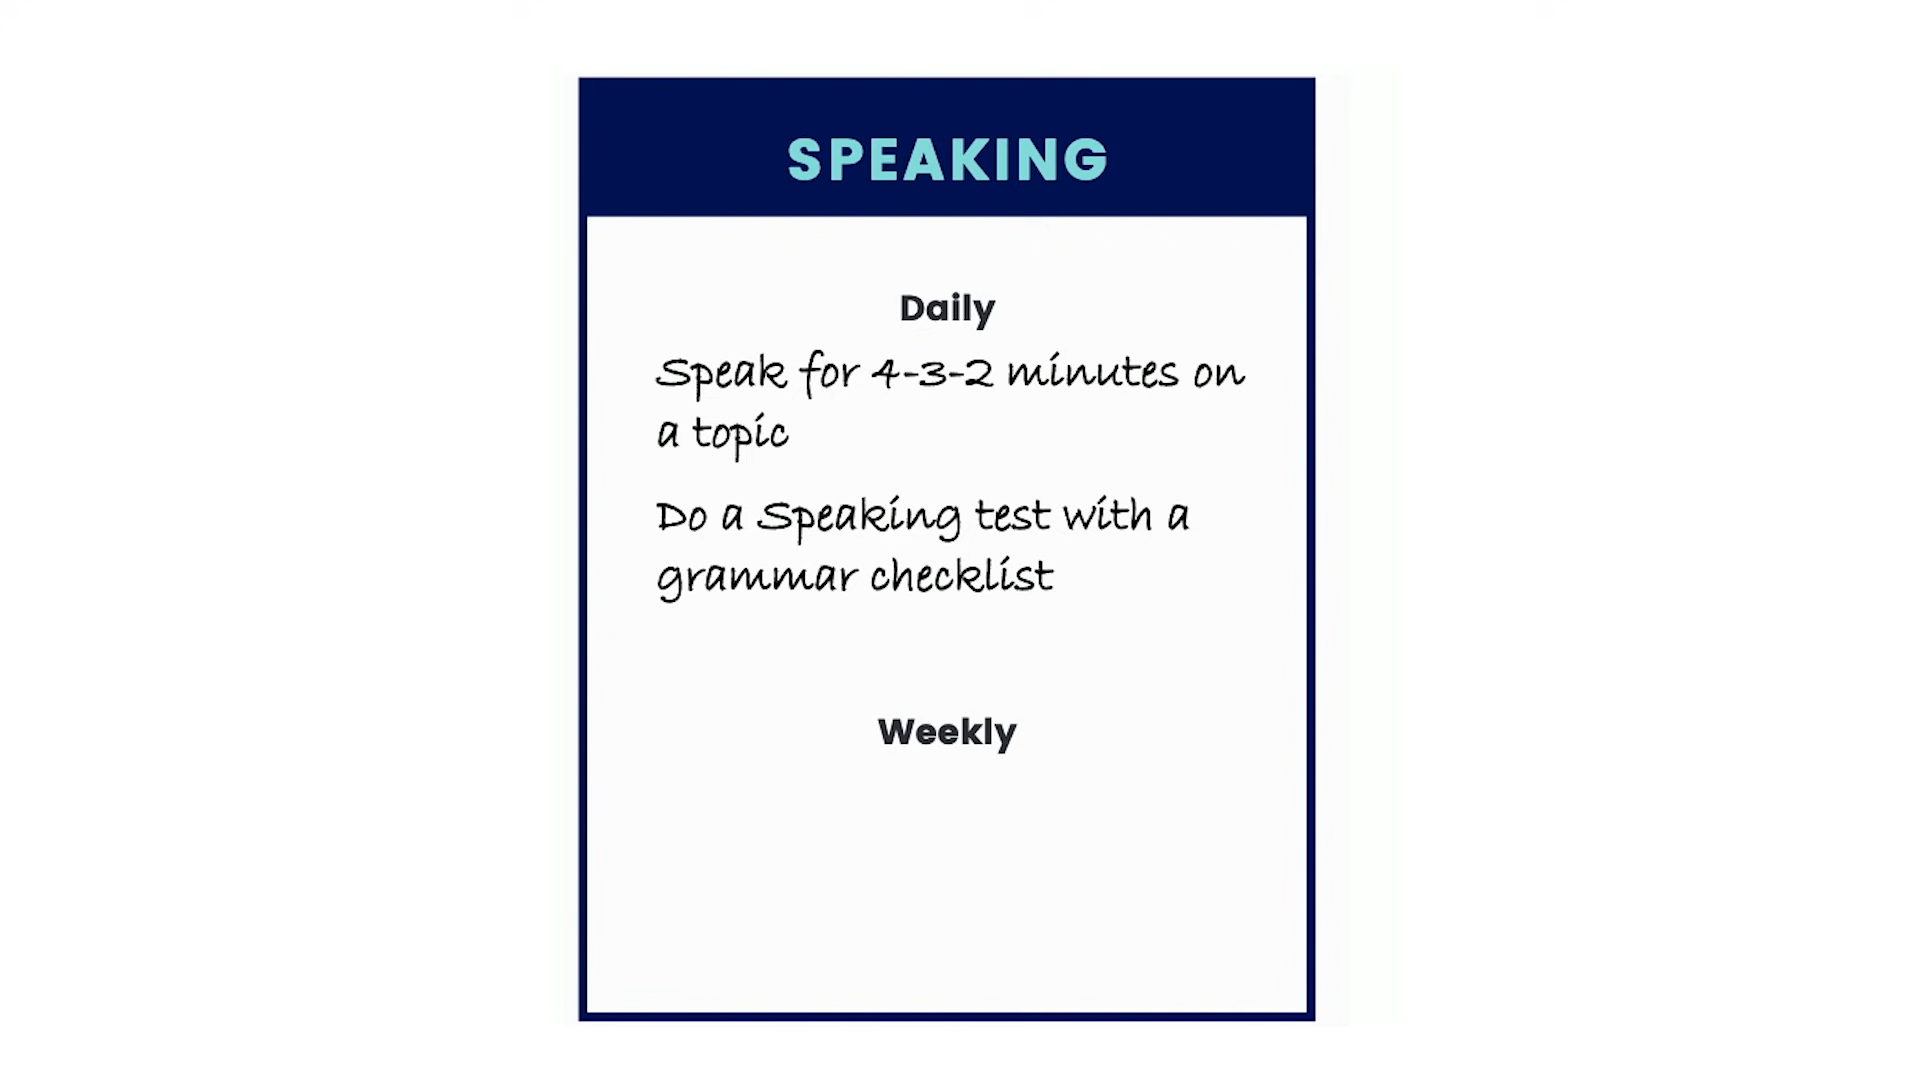 SPEAKING
Daily
Speak for 4-3-2 minutes on
a topic
Do a Speaking test with a
grammar checklist
Weekly